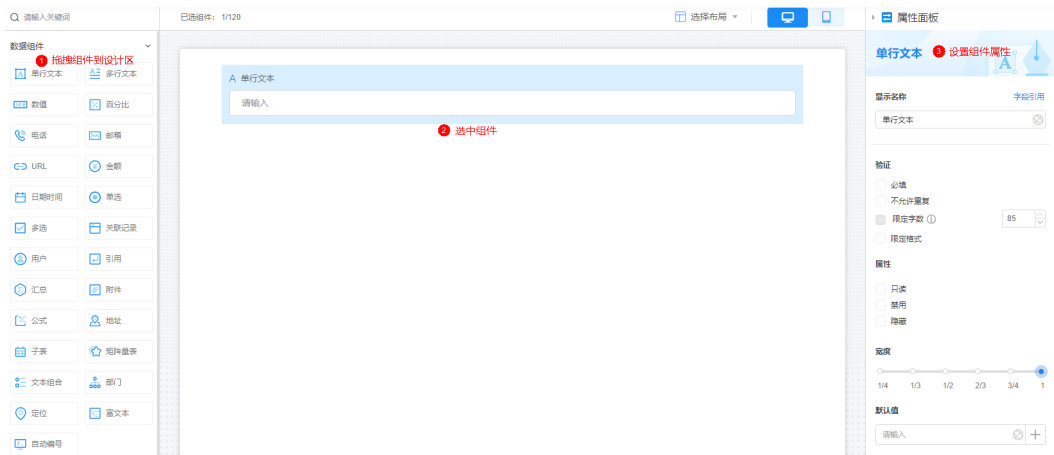 请输入关键词
已选组件： 1/120
选择布局
属性面板
数据组件
1 拖拽组件到设计区
单行文本
多行文本
数值
百分比
电话
邮箱
URL
金额
日期时间
单选
多选
关联记录
用户
引用
汇总
附件
公式
地址
子表
矩阵量表
文本组合
部门
定位
富文本
自动编号
A 单行文本
请输入
2 选中组件
单行文本
3 设置组件属性
A
显示名称
字段引用
单行文本
验证
必填
不允许重复
限定字数
85
限定格式
属性
只读
禁用
隐藏
宽度
1/4 1/3 1/2 2/3 3/4 1
默认值
请输入